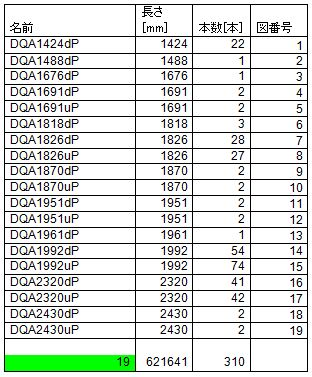 名前 長さ[mm] 本数[本] 図番号
DQA1424dP 1424 22 1
DQA1488dP 1488 1 2
DQA1676dP 1676 1 3
DQA1691dP 1691 2 4
DQA1691uP 1691 2 5
DQA1818dP 1818 3 6
DQA1826dP 1826 28 7
DQA1826uP 1826 27 8
DQA1870dP 1870 2 9
DQA1870uP 1870 2 10
DQA1951dP 1951 2 11
DQA1951uP 1951 2 12
DQA1961dP 1961 1 13
DQA1992dP 1992 54 14
DQA1992uP 1992 74 15
DQA2320dP 2320 41 16
DQA2320uP 2320 42 17
DQA2430dP 2430 2 18
DQA2430uP 2430 2 19
19 621641 310